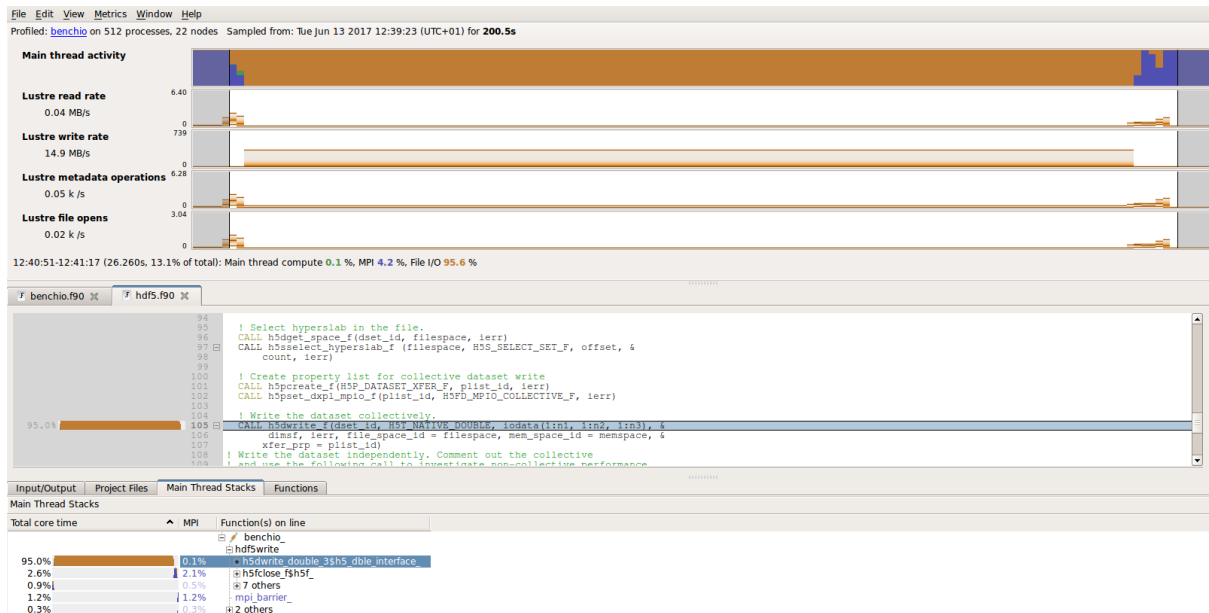 File Edit View Metrics Window Help
Profiled: benchio on 512 processes, 22 nodes Sampled from: Tue Jun 13 2017 12:39:23 (UTC+01) for 200.5s
Main thread activity
Lustre read rate 6.40
0.04 MB/s
0
Lustre write rate 739
14.9 MB/s
0
Lustre metadata operations 6.28
0.05 k /s
0
Lustre file opens 3.04
0.02 k /s
0
12:40:51-12:41:17 (26.260s, 13.1% of total): Main thread compute 0.1 %, MPI 4.2 %, File I/O 95.6 %
benchio.f90 hdf5.f90
94
95 ! Select hyperslab in the file.
96 CALL h5dget_space_f(dset_id, filespace, ierr)
97 CALL h5sselect_hyperslab_f (filespace, H5S_SELECT_SET_F, offset, &
98 count, ierr)
99
100 ! Create property list for collective dataset write
101 CALL h5pcreate_f(H5P_DATASET_XFER_F, plist_id, ierr)
102 CALL h5pset_dxpl_mpio_f(plist_id, H5FD_MPIO_COLLECTIVE_F, ierr)
103
104 ! Write the dataset collectively.
95.0% 105 CALL h5dwrite_f(dset_id, H5T_NATIVE_DOUBLE, iodata(1:n1, 1:n2, 1:n3), &
106 dimsf, ierr, file_space_id = filespace, mem_space_id = memspace, &
107 xfer_prp = plist_id)
108 ! Write the dataset independently. Comment out the collective
109 ! and use the following call to investigate non-collective performance
Input/Output Project Files Main Thread Stacks Functions
Main Thread Stacks
Total core time MPI Function(s) on line
benchio_
hdf5write
95.0% 0.1% h5dwrite_double_3$h5_dble_interface_
2.6% 2.1% h5fclose_f$h5f_
0.9% 0.5% 7 others
1.2% 1.2% mpi_barrier_
0.3% 0.3% 2 others